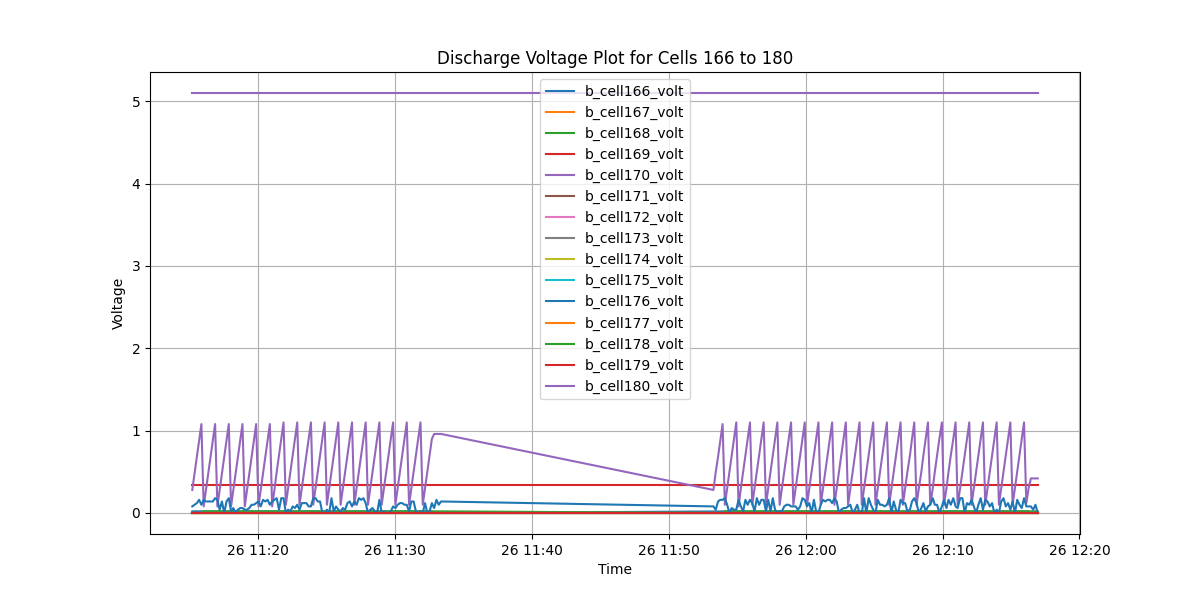 Discharge Voltage Plot for Cells 166 to 180
Voltage
5
4
3
2
1
0
b_cell166_volt
b_cell167_volt
b_cell168_volt
b_cell169_volt
b_cell170_volt
b_cell171_volt
b_cell172_volt
b_cell173_volt
b_cell174_volt
b_cell175_volt
b_cell176_volt
b_cell177_volt
b_cell178_volt
b_cell179_volt
b_cell180_volt
26 11:20 26 11:30 26 11:40 26 11:50 26 12:00 26 12:10 26 12:20
Time